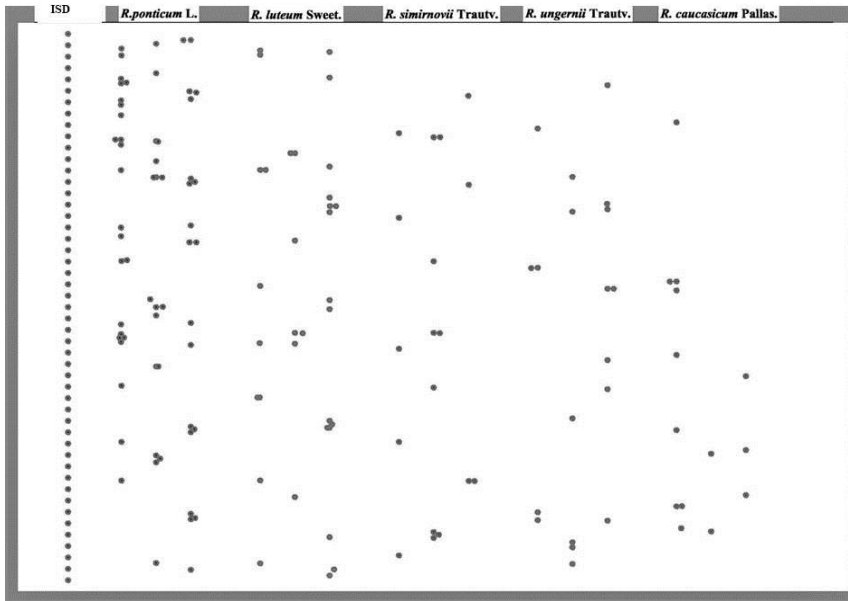 ISD R.ponticum L. R. luteum Sweet. R. simirnovii Trautv. R. ungernii Trautv. R. caucasicum Pallas.